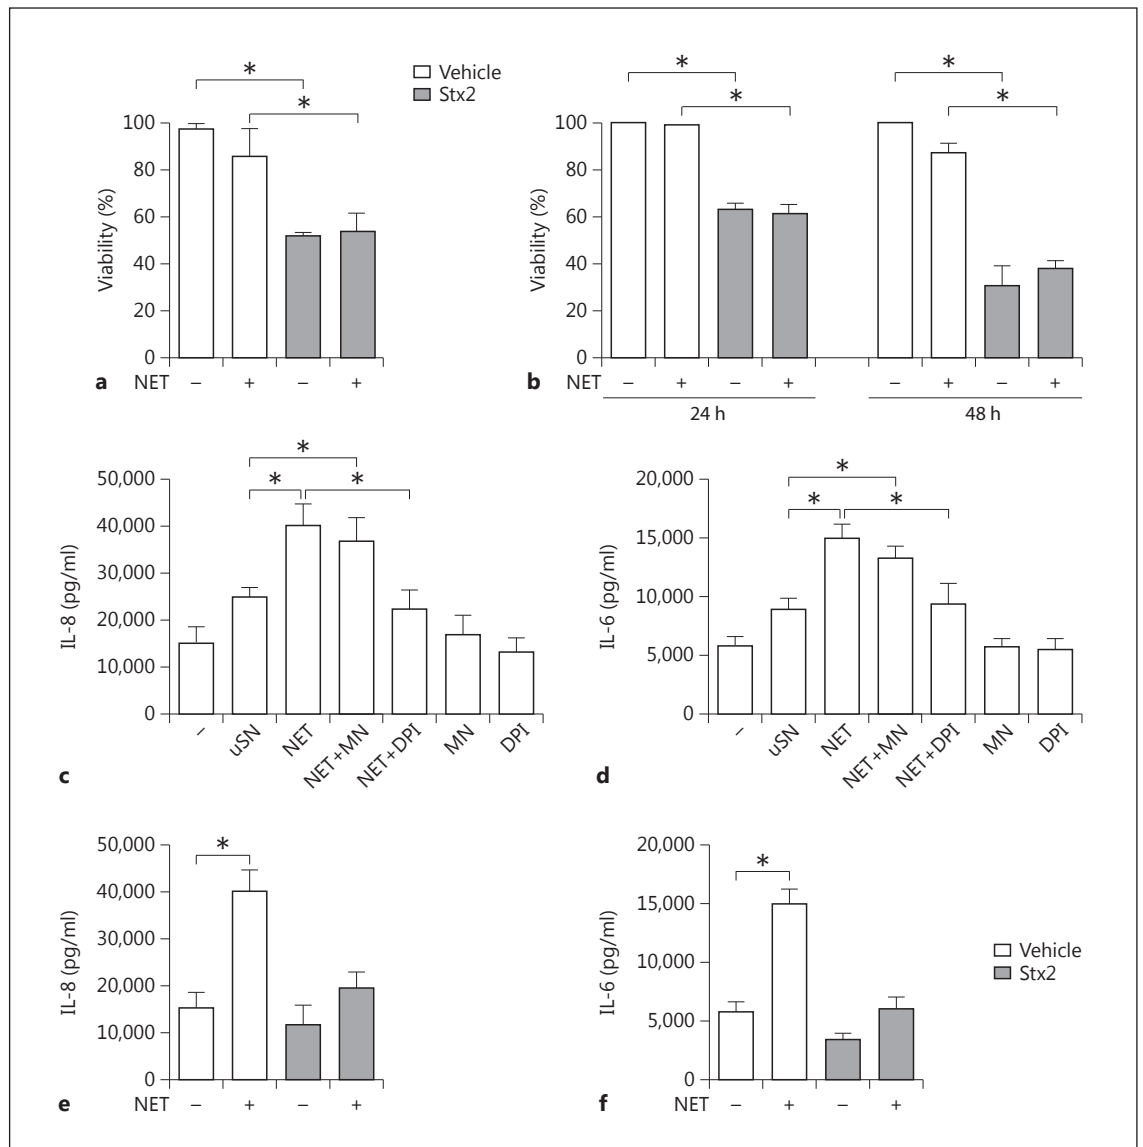 * *
Vehicle
Stx2
100
80
60
40
20
0
Viability (%)
a NET – + – +
* * * *
100
80
60
40
20
0
Viability (%)
b NET – + – + – + – +
24 h 48 h
*
* *
50,000
40,000
30,000
20,000
10,000
0
IL-8 (pg/ml)
– uSN NET NET+MN NET+DPI MN DPI
c
*
* *
20,000
15,000
10,000
5,000
0
IL-6 (pg/ml)
– uSN NET NET+MN NET+DPI MN DPI
d
*
50,000
40,000
30,000
20,000
10,000
0
IL-8 (pg/ml)
e NET – + – +
*
20,000
15,000
10,000
5,000
0
IL-6 (pg/ml)
f NET – + – +
Vehicle
Stx2